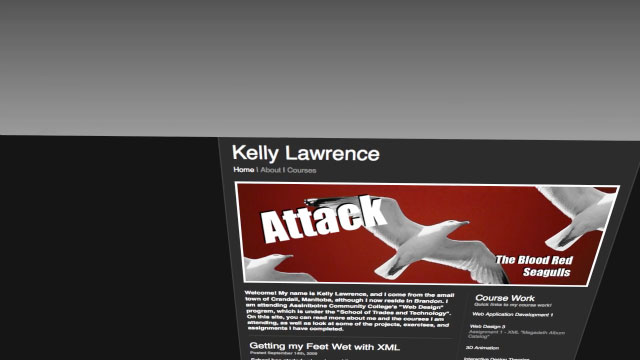 Kelly Lawrence
Home | About | Courses
Attack
The Blood Red
Seagulls
Welcome! My name is Kelly Lawrence, and I come from the small
town of Crandall, Manitoba, although I now reside in Brandon. I
am attending Assiniboine Community College's "Web Design"
program, which is under the "School of Trades and Technology".
On this site, you can read more about me and the courses I am
attending, as well as look at some of the projects, exercises, and
assignments I have completed.
Getting my Feet Wet with XML
Posted September 14th, 2009
Course Work
Quick links to my course work!
Web Application Development 1
Web Design 3
Assignment 1 - XML "Megadeth Album
Catalog"
3D Animation